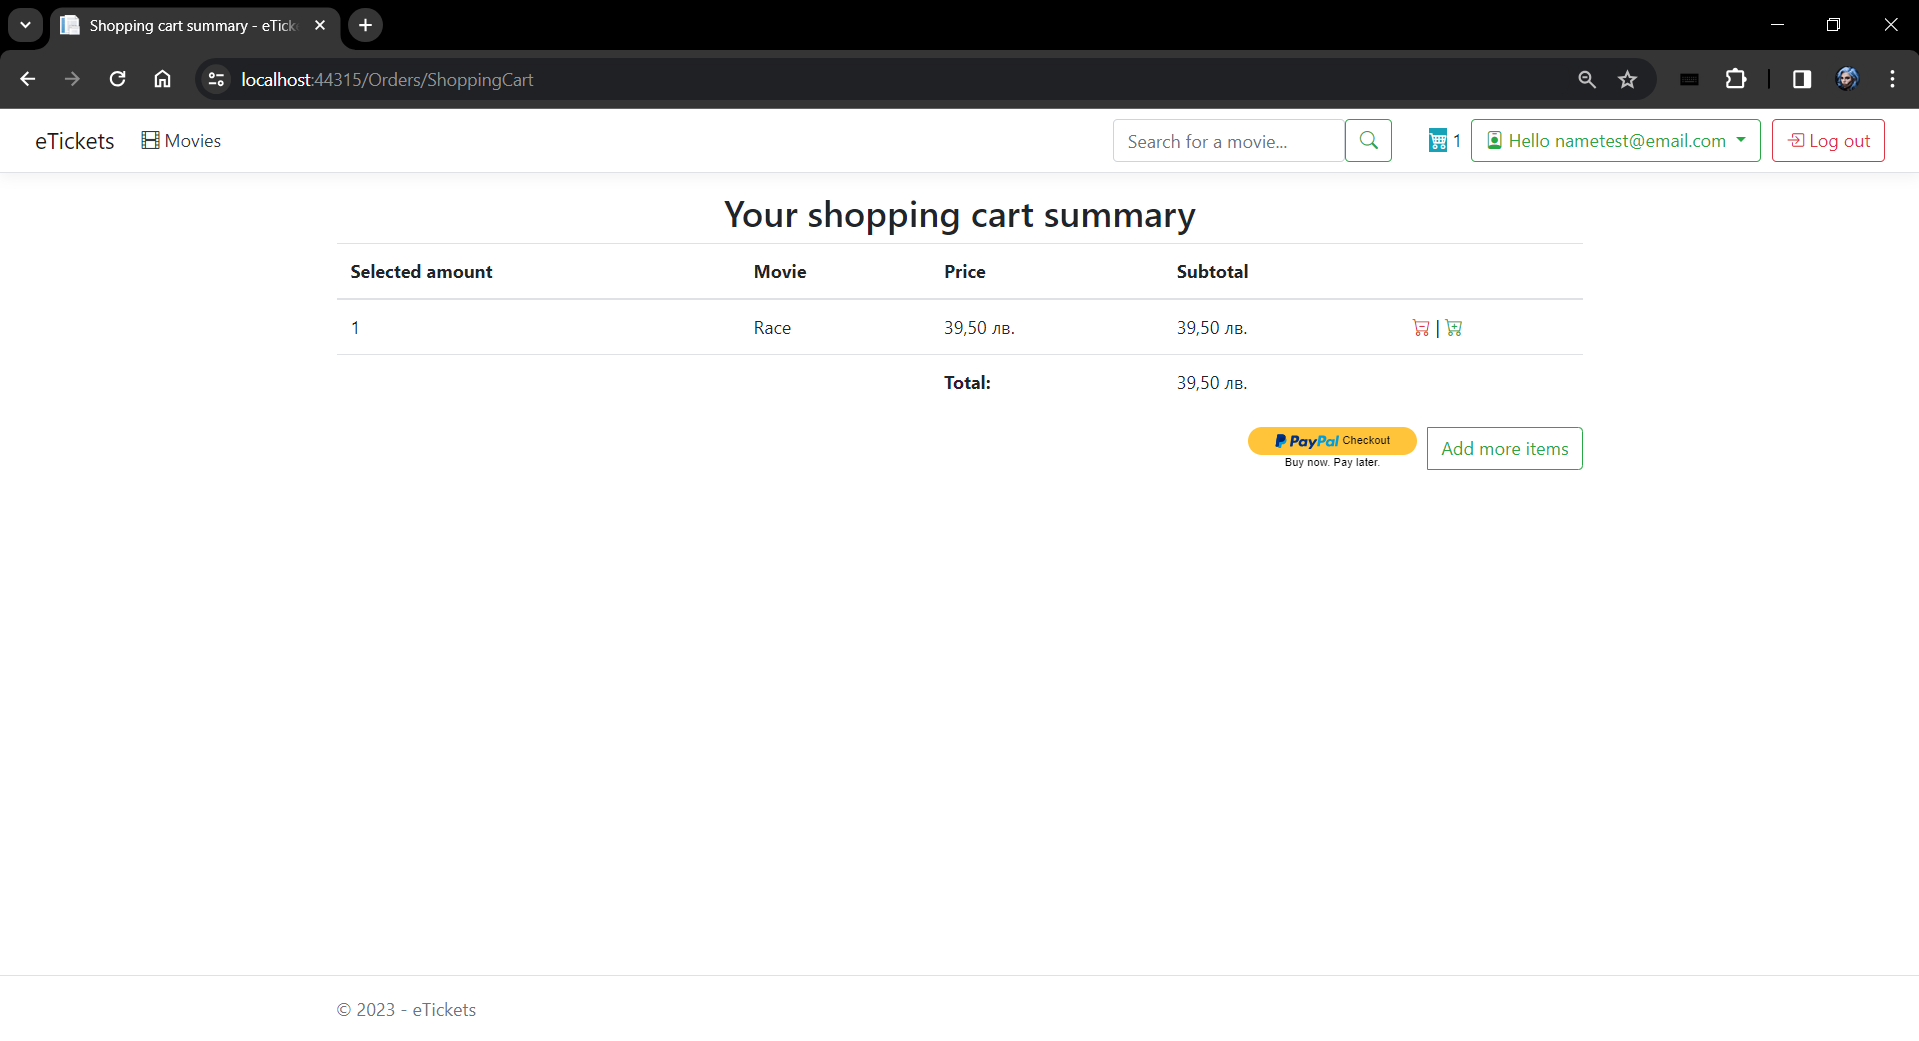 Shopping cart summary - eTick
localhost:44315/Orders/ShoppingCart
eTickets Movies Search for a movie... 1 Hello nametest@email.com Log out
Your shopping cart summary
Selected amount Movie Price Subtotal
1 Race 39,50 лв. 39,50 лв. |
Total: 39,50 лв.
PayPal Checkout
Buy now. Pay later.
Add more items
© 2023 - eTickets